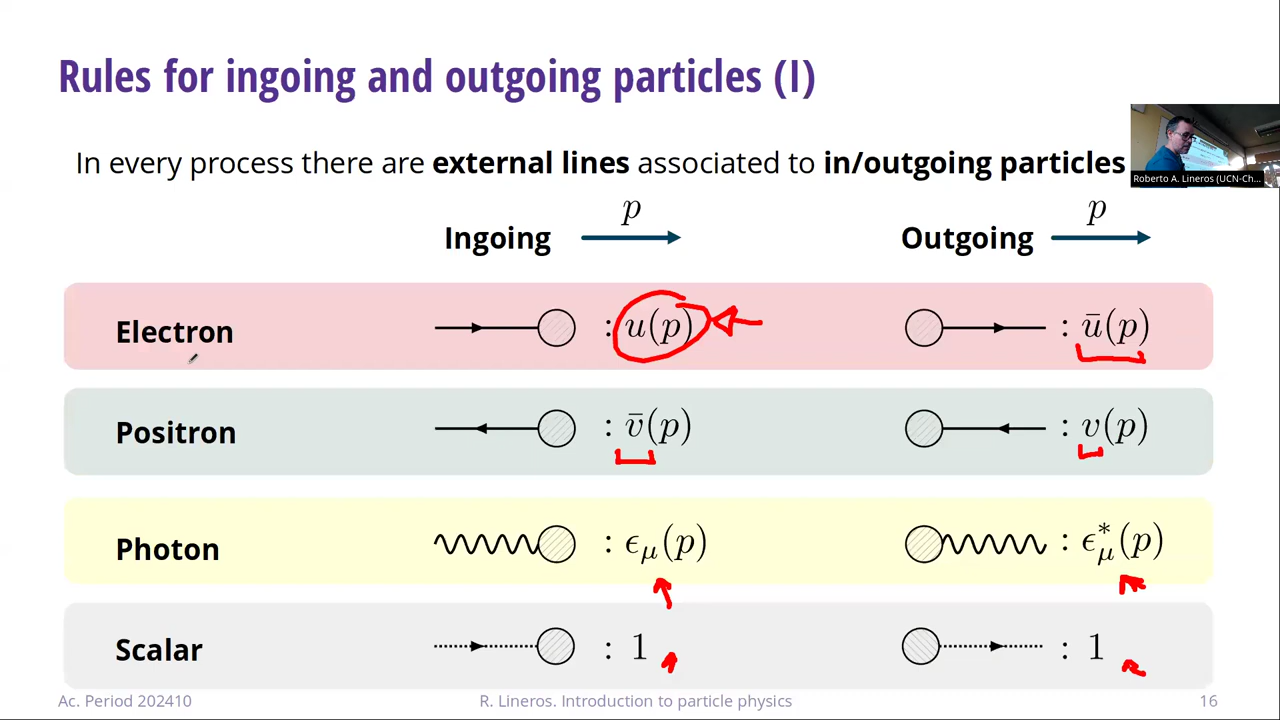 Rules for ingoing and outgoing particles (I)
In every process there are external lines associated to in/outgoing particles
Roberto A. Lineros (UCN-Ch...
Ingoing p Outgoing p
Electron : u(p) : ū(p)
Positron : v̄(p) : v(p)
Photon : ϵ_μ(p) : ϵ*_μ(p)
Scalar : 1 : 1
Ac. Period 202410 R. Lineros. Introduction to particle physics 16